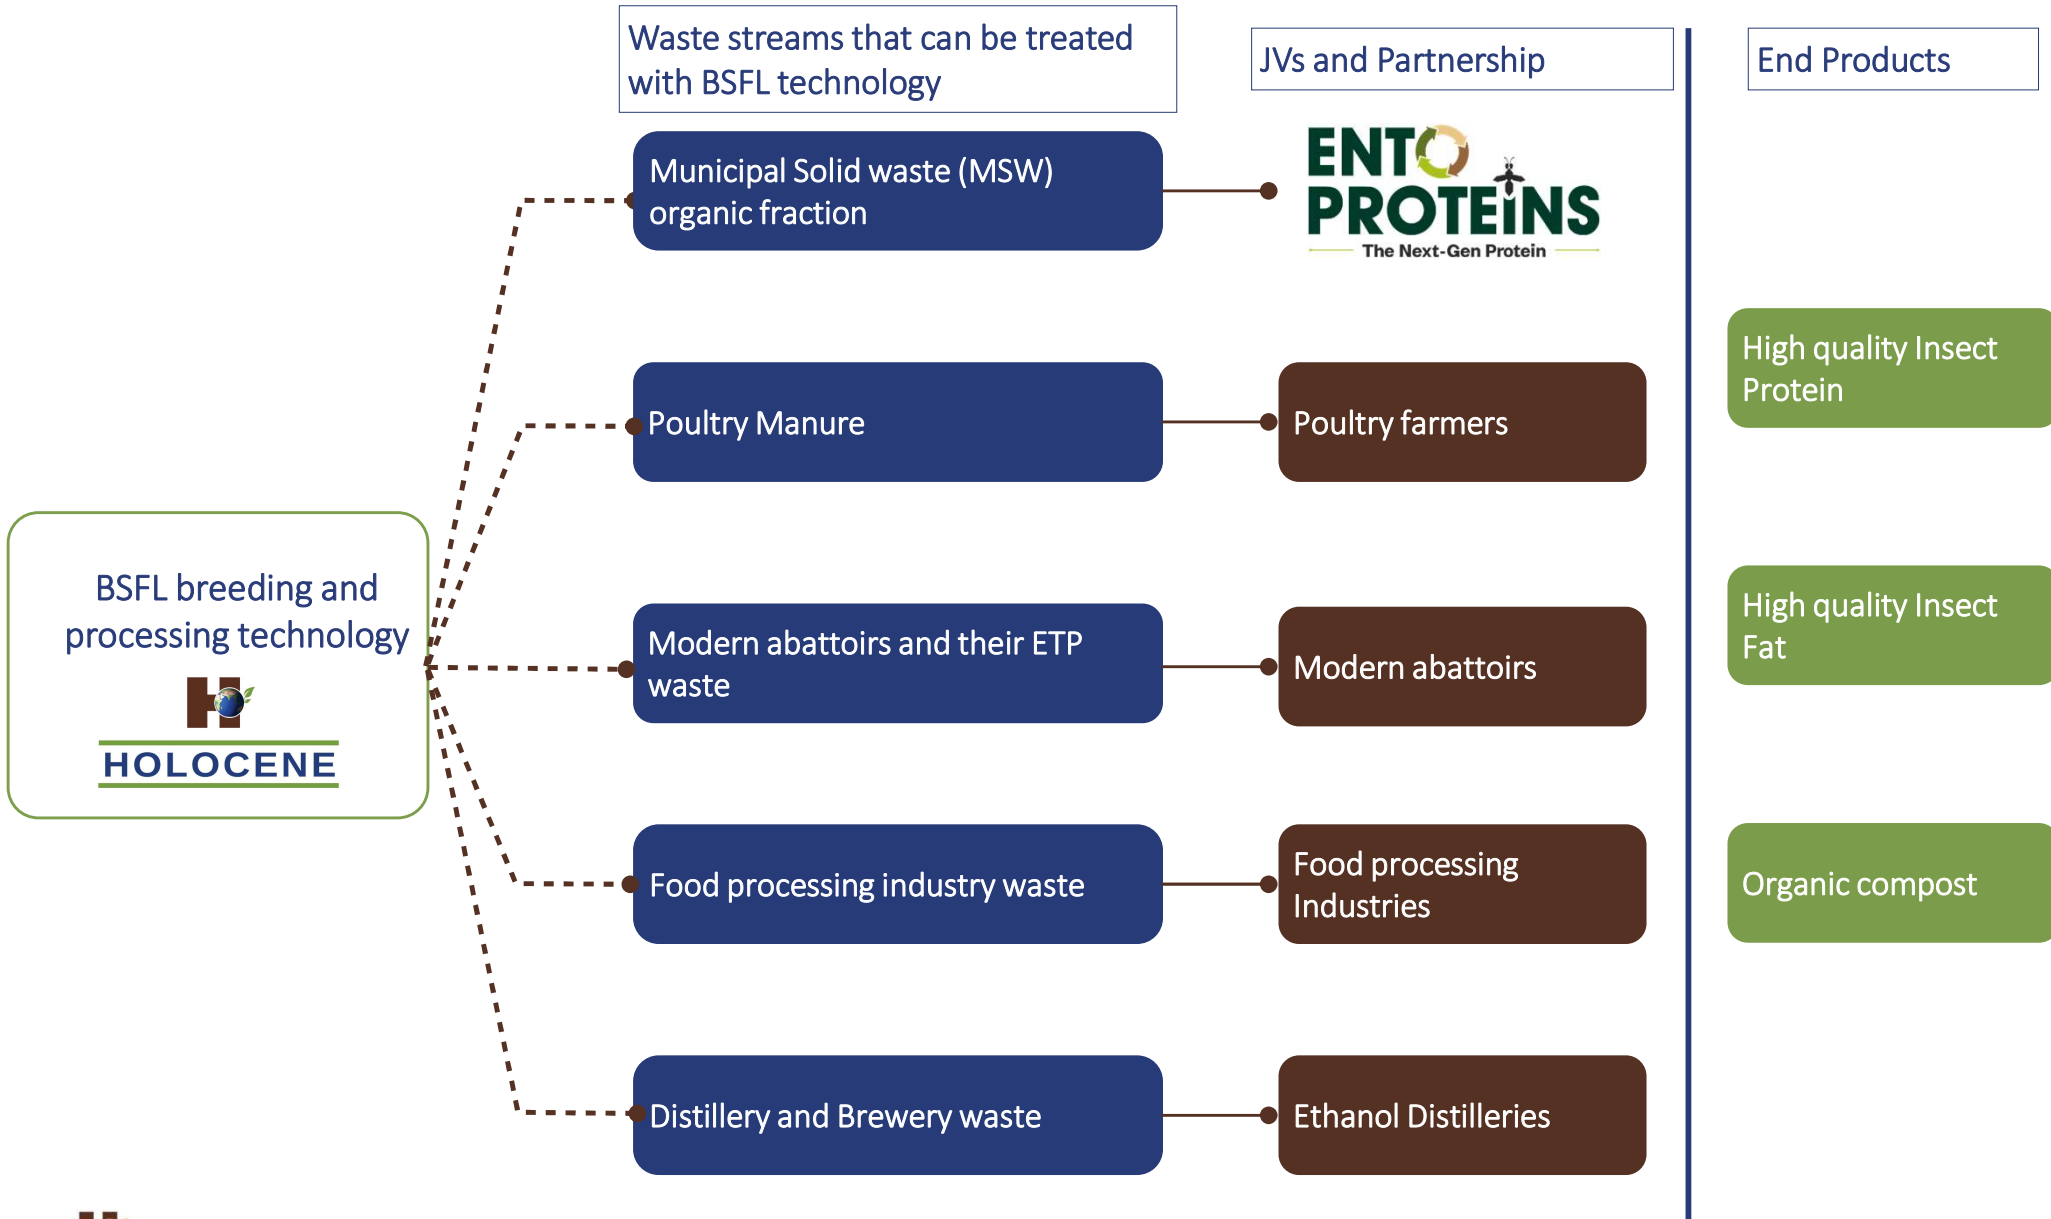 Waste streams that can be treated
with BSFL technology
JVs and Partnership
End Products
Municipal Solid waste (MSW)
organic fraction
ENTO
PROTEiNS
The Next-Gen Protein
High quality Insect
Protein
Poultry Manure
Poultry farmers
BSFL breeding and
processing technology
H
HOLOCENE
Modern abattoirs and their ETP
waste
Modern abattoirs
High quality Insect
Fat
Food processing industry waste
Food processing
Industries
Organic compost
Distillery and Brewery waste
Ethanol Distilleries